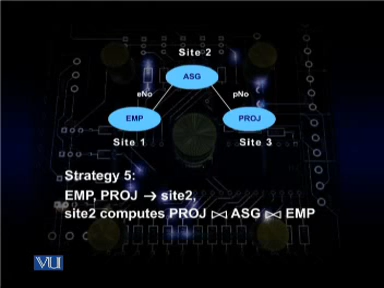 Site 2
ASG
eNo
pNo
EMP
PROJ
Site 1
Site 3
Strategy 5:
EMP, PROJ → site2,
site2 computes PROJ ⋈ ASG ⋈ EMP
VU